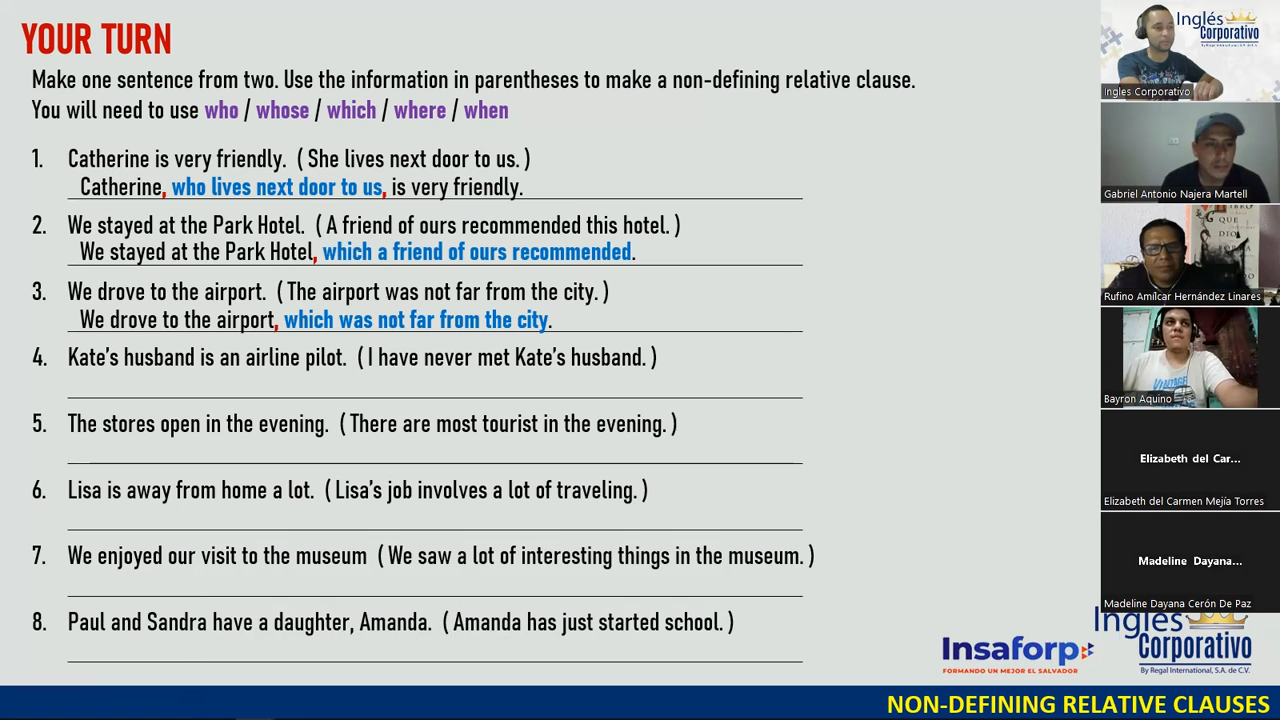 YOUR TURN
Make one sentence from two. Use the information in parentheses to make a non-defining relative clause.
You will need to use who / whose / which / where / when
1. Catherine is very friendly. ( She lives next door to us. )
Catherine, who lives next door to us, is very friendly.
2. We stayed at the Park Hotel. ( A friend of ours recommended this hotel. )
We stayed at the Park Hotel, which a friend of ours recommended.
3. We drove to the airport. ( The airport was not far from the city. )
We drove to the airport, which was not far from the city.
4. Kate's husband is an airline pilot. ( I have never met Kate's husband. )
5. The stores open in the evening. ( There are most tourist in the evening. )
6. Lisa is away from home a lot. ( Lisa's job involves a lot of traveling. )
7. We enjoyed our visit to the museum ( We saw a lot of interesting things in the museum. )
8. Paul and Sandra have a daughter, Amanda. ( Amanda has just started school. )
Insaforp
FORMANDO UN MEJOR EL SALVADOR
Inglés
Corporativo
By Regal International, S.A. de C.V.
NON-DEFINING RELATIVE CLAUSES
Inglés
Corporativo
Ingles Corporativo
Gabriel Antonio Najera Martell
LIBRO
QUE
DIO
Rufino Amílcar Hernández Linares
Bayron Aquino
Elizabeth del Car...
Elizabeth del Carmen Mejía Torres
Madeline Dayana...
Madeline Dayana Cerón De Paz